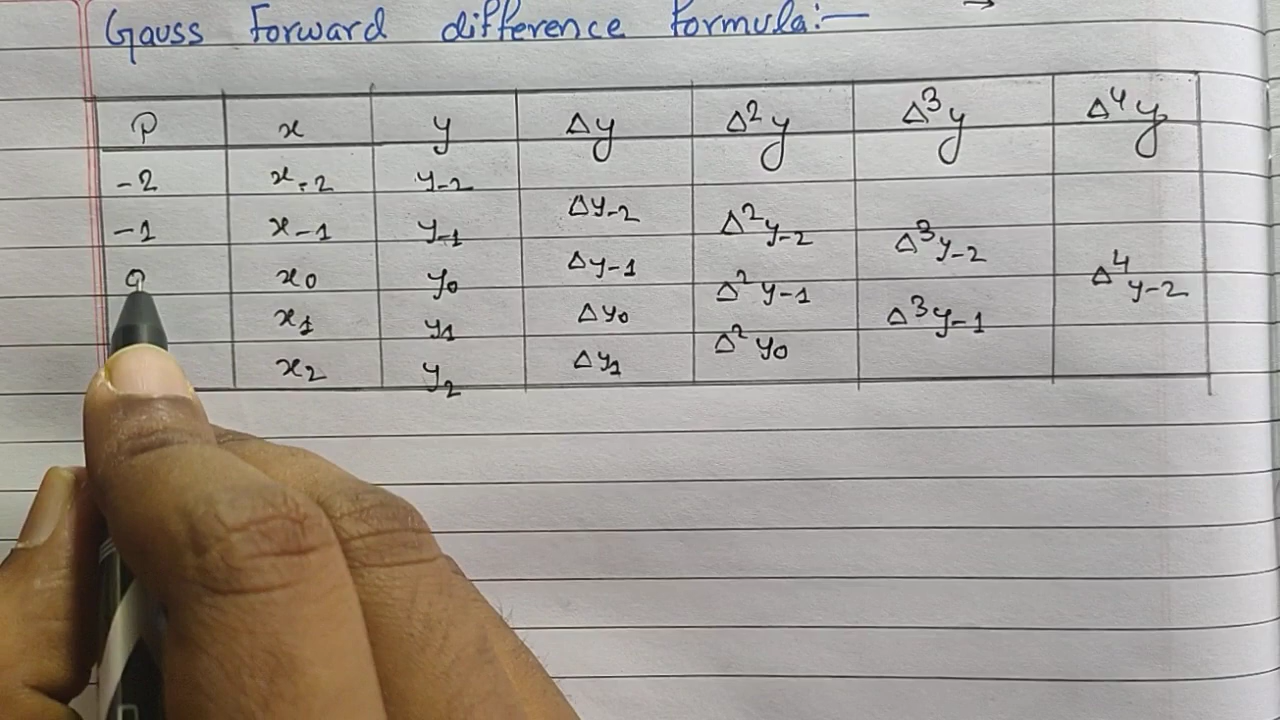 Gauss Forward difference formula:— →
P x y Δy Δ²y Δ³y Δ⁴y
-2 x₋₂ y₋₂
Δy₋₂
-1 x₋₁ y₋₁ Δ²y₋₂
Δy₋₁ Δ³y₋₂
0 x₀ y₀ Δ²y₋₁ Δ⁴y₋₂
Δy₀ Δ³y₋₁
x₁ y₁ Δ²y₀
Δy₁
x₂ y₂